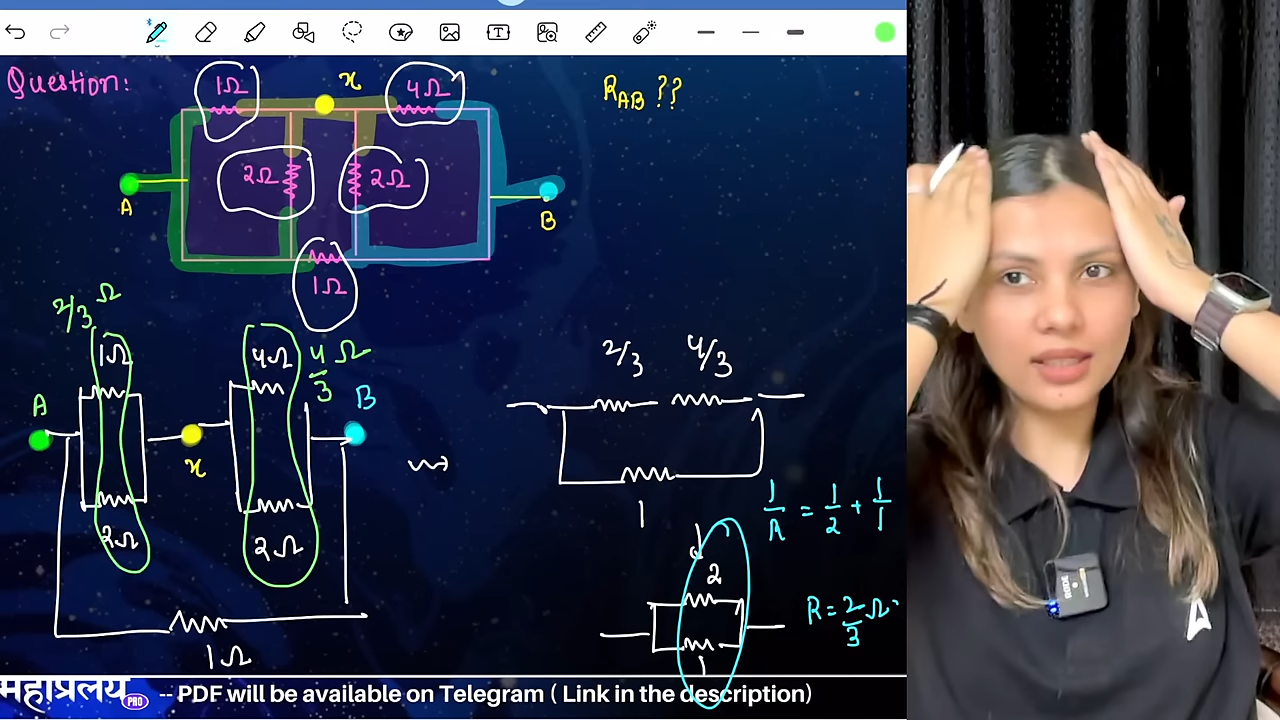 Question:
1Ω
x
4Ω
R_AB ??
2Ω
2Ω
A
B
1Ω
2/3 Ω
1Ω
4Ω
4/3 Ω
A
x
B
2Ω
2Ω
1Ω
2/3 4/3
1
1/R = 1/2 + 1/1
2
1
R = 2/3 Ω
महाप्रलय PRO -- PDF will be available on Telegram ( Link in the description)